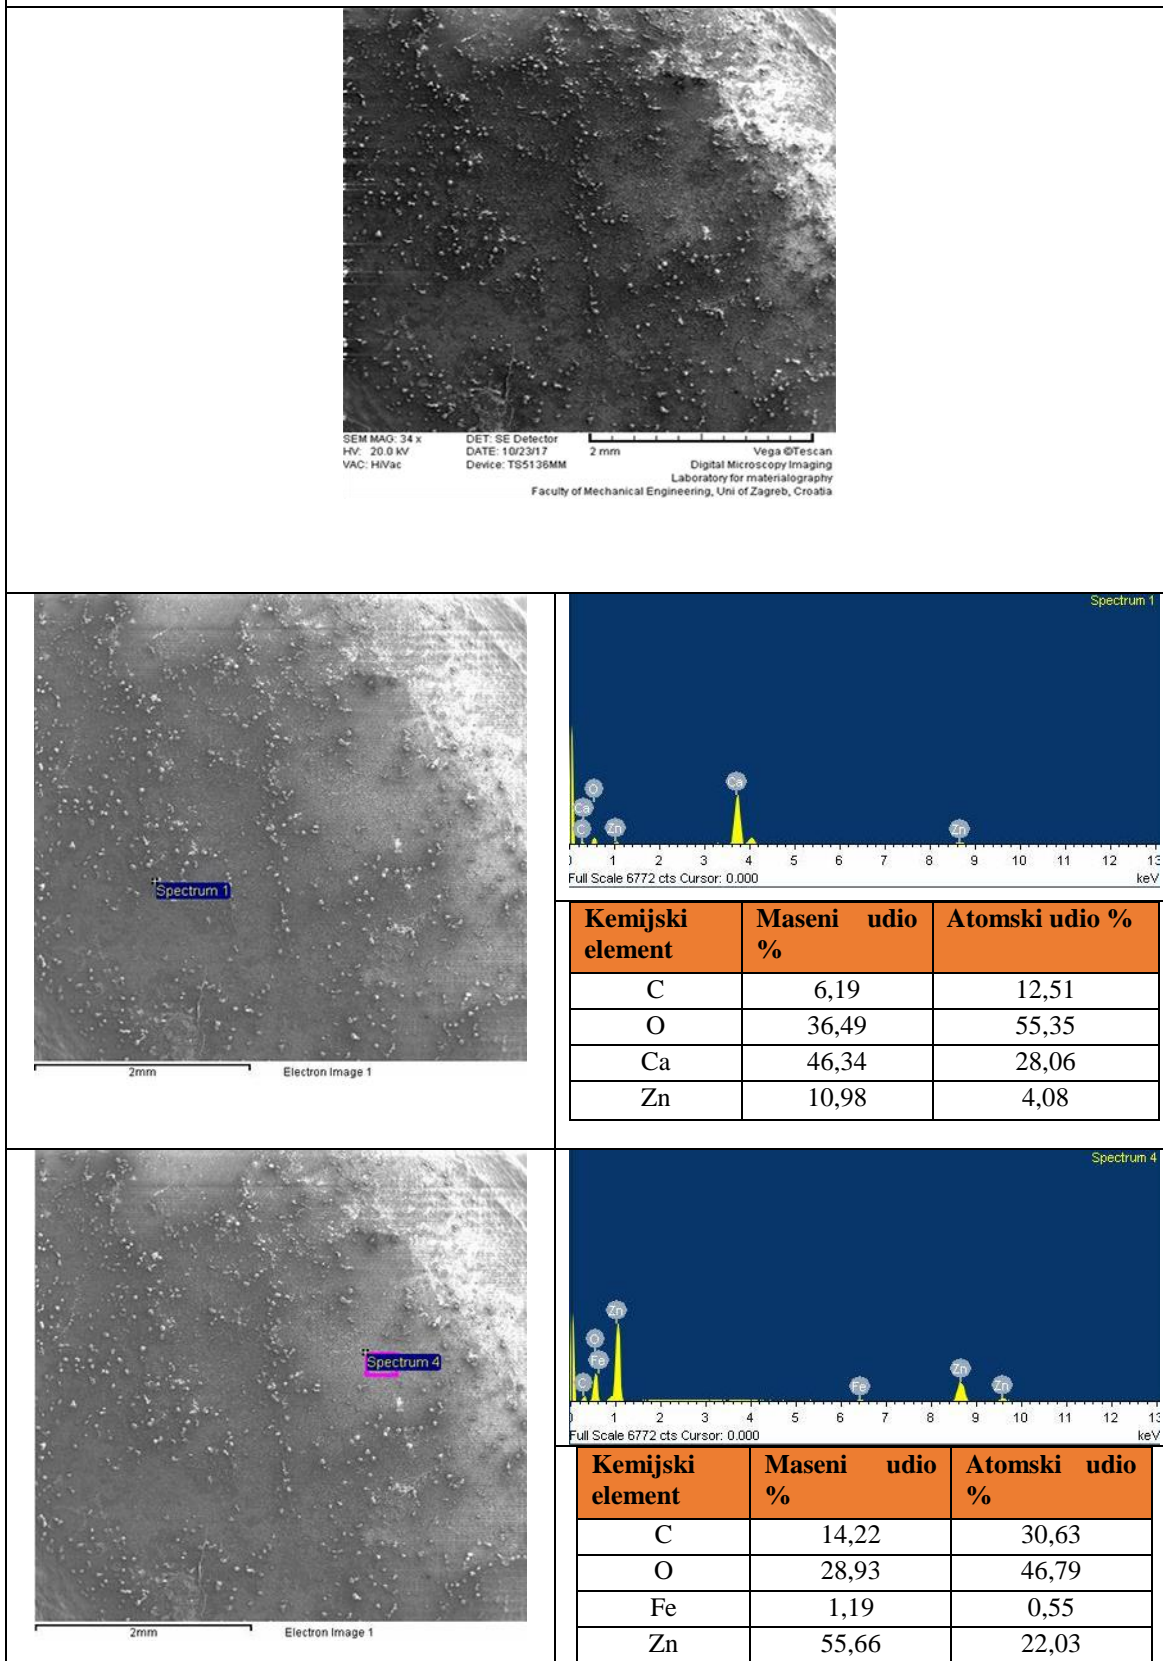 SEM MAG: 34 x DET: SE Detector
HV: 20.0 kV DATE: 10/23/17 2 mm Vega ©Tescan
VAC: HiVac Device: TS5136MM Digital Microscopy Imaging
Laboratory for materialography
Faculty of Mechanical Engineering, Uni of Zagreb, Croatia
Spectrum 1
2mm Electron Image 1
Spectrum 1
O Ca
Ca
C Zn Zn
0 1 2 3 4 5 6 7 8 9 10 11 12 13
Full Scale 6772 cts Cursor: 0.000 keV
Kemijski element Maseni udio % Atomski udio %
C 6,19 12,51
O 36,49 55,35
Ca 46,34 28,06
Zn 10,98 4,08
Spectrum 4
2mm Electron Image 1
Spectrum 4
Zn
O
Fe Zn
C Fe Zn
0 1 2 3 4 5 6 7 8 9 10 11 12 13
Full Scale 6772 cts Cursor: 0.000 keV
Kemijski element Maseni udio % Atomski udio %
C 14,22 30,63
O 28,93 46,79
Fe 1,19 0,55
Zn 55,66 22,03